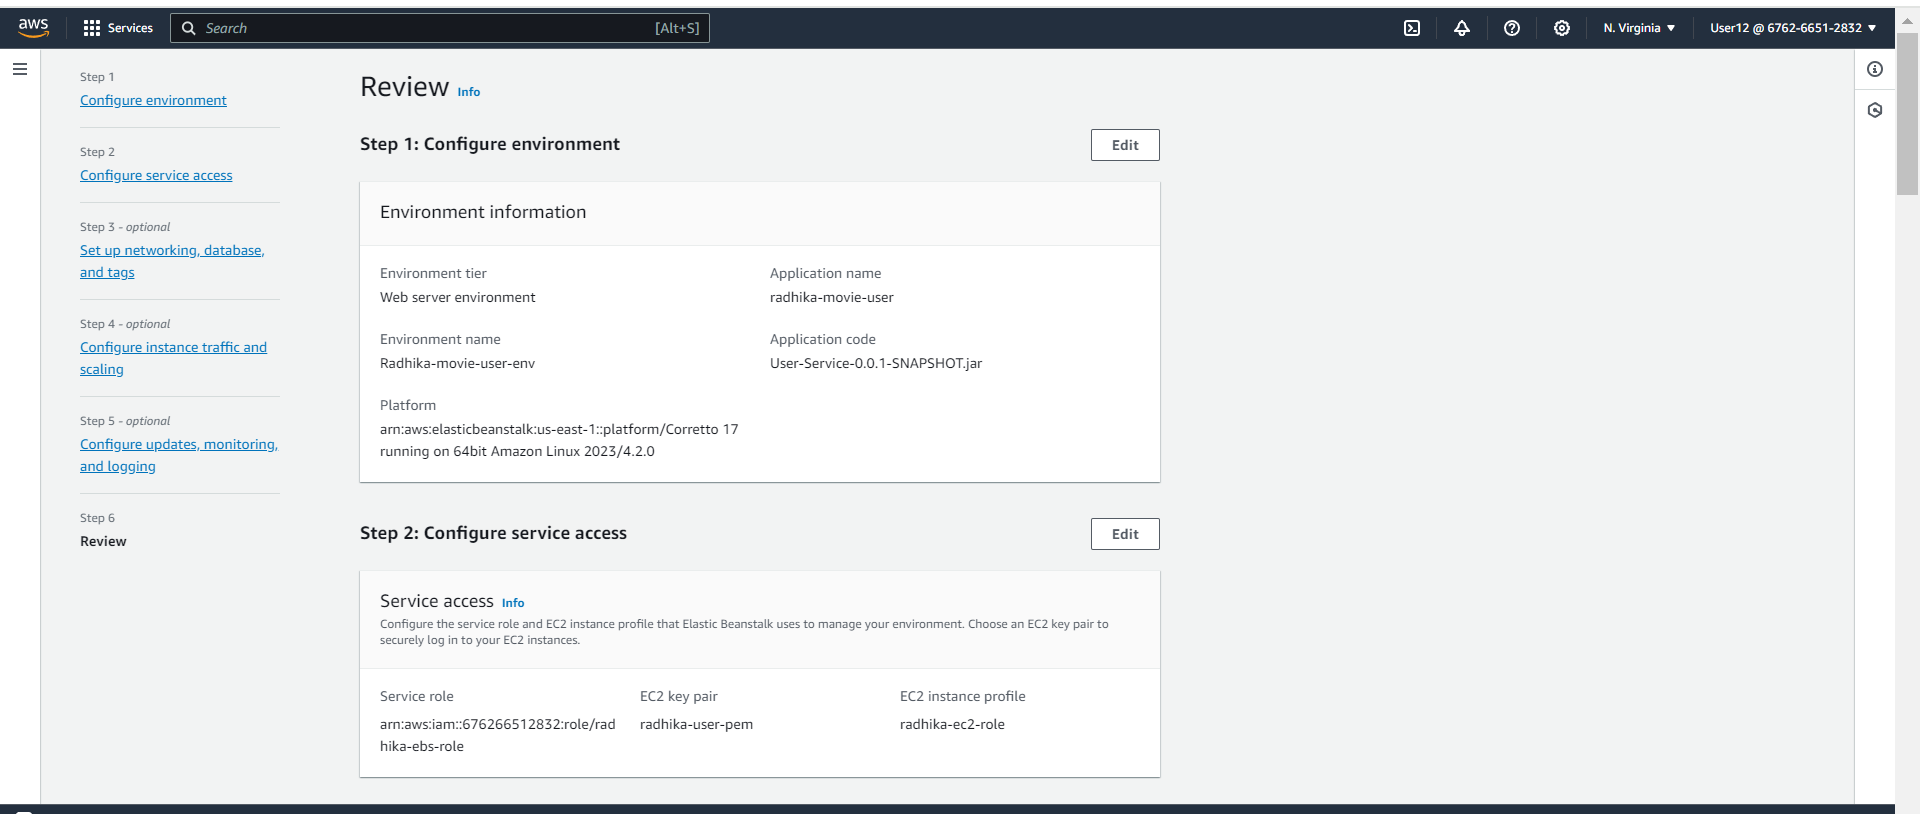 aws
Services
Search
[Alt+S]
N. Virginia
User12 @ 6762-6651-2832
Step 1
Configure environment
Step 2
Configure service access
Step 3 - optional
Set up networking, database,
and tags
Step 4 - optional
Configure instance traffic and
scaling
Step 5 - optional
Configure updates, monitoring,
and logging
Step 6
Review
Review Info
Step 1: Configure environment
Edit
Environment information
Environment tier
Web server environment
Application name
radhika-movie-user
Environment name
Radhika-movie-user-env
Application code
User-Service-0.0.1-SNAPSHOT.jar
Platform
arn:aws:elasticbeanstalk:us-east-1::platform/Corretto 17
running on 64bit Amazon Linux 2023/4.2.0
Step 2: Configure service access
Edit
Service access Info
Configure the service role and EC2 instance profile that Elastic Beanstalk uses to manage your environment. Choose an EC2 key pair to
securely log in to your EC2 instances.
Service role
arn:aws:iam::676266512832:role/rad
hika-ebs-role
EC2 key pair
radhika-user-pem
EC2 instance profile
radhika-ec2-role